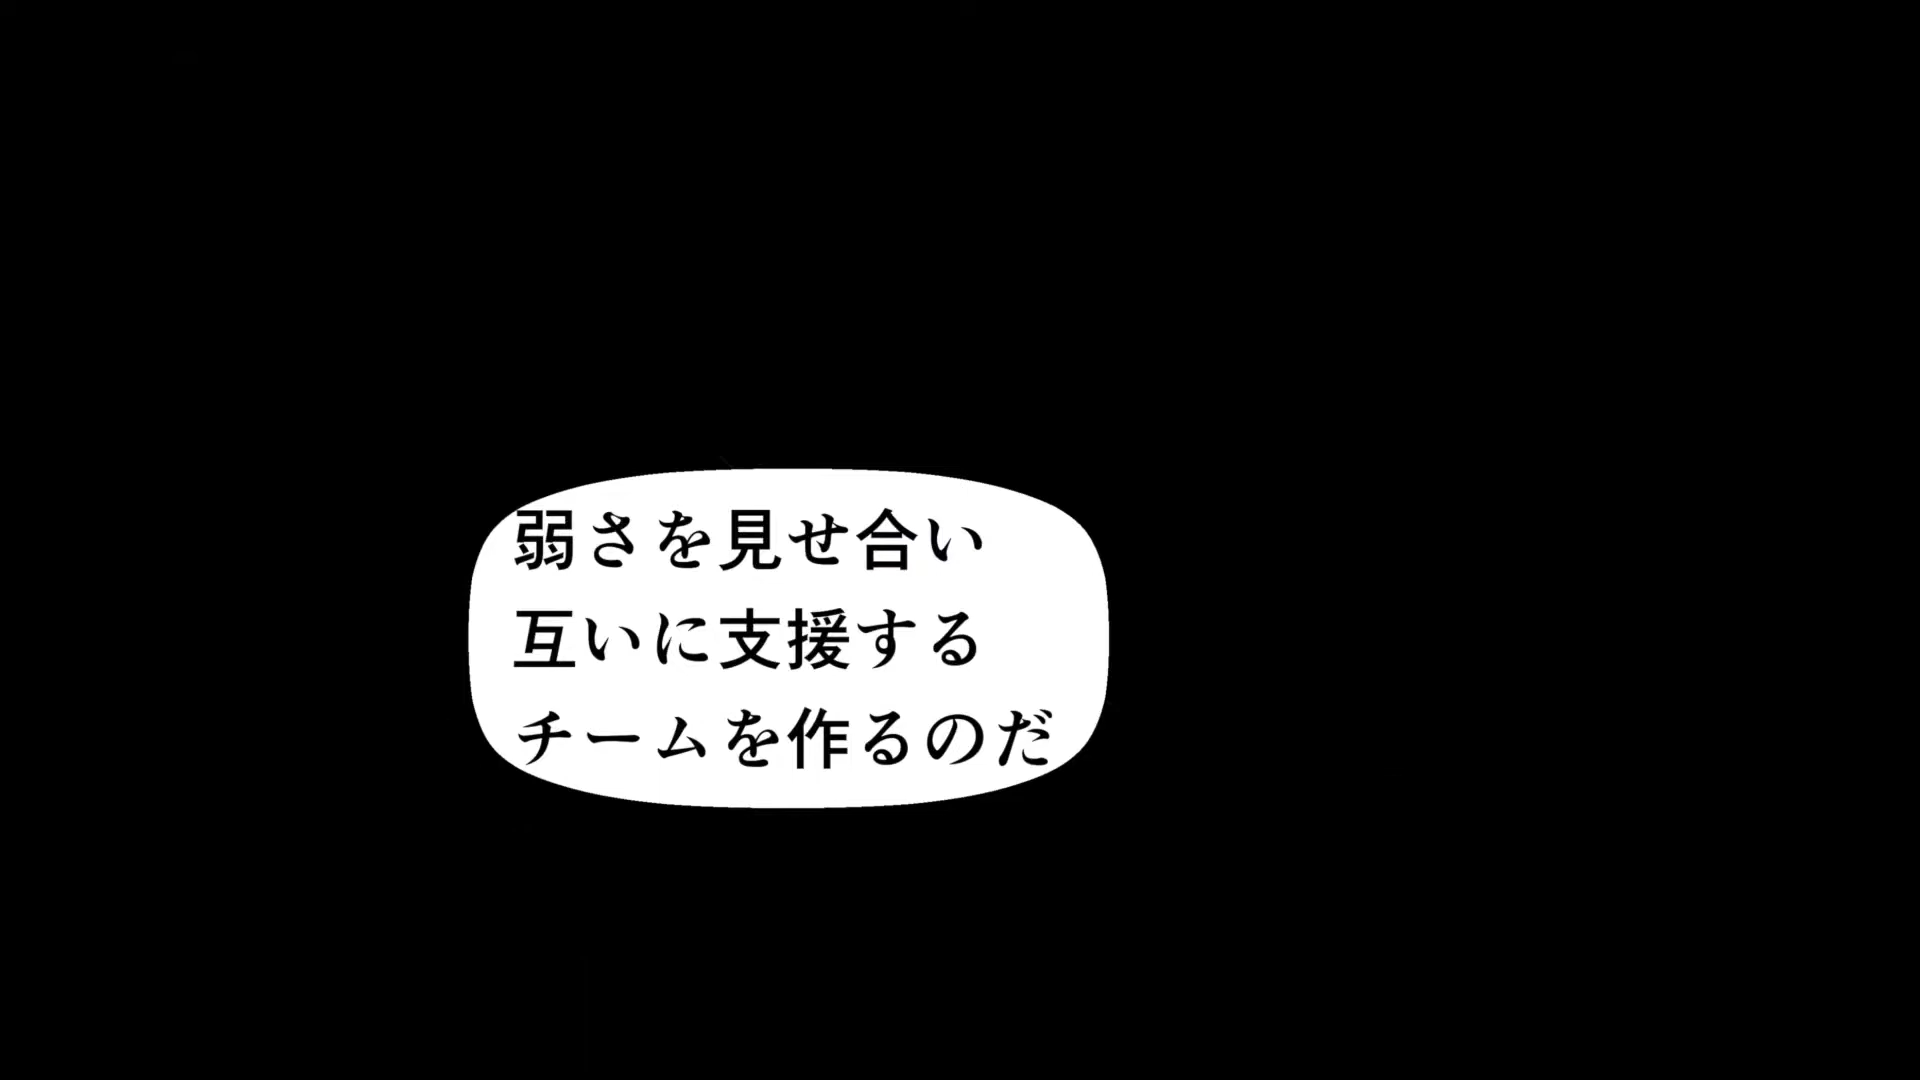 弱さを見せ合い
互いに支援する
チームを作るのだ